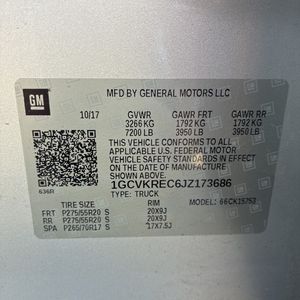 GM
MFD BY GENERAL MOTORS LLC
10/17 GVWR GAWR FRT GAWR RR
3266 KG 1792 KG 1792 KG
7200 LB 3950 LB 3950 LB
THIS VEHICLE CONFORMS TO ALL
APPLICABLE U.S. FEDERAL MOTOR
VEHICLE SAFETY STANDARDS IN
EFFECT ON THE DATE OF
MANUFACTURE SHOWN ABOVE.
1GCVKREC6JZ173686
TYPE: TRUCK MODEL: 66CK15753
636R
TIRE SIZE RIM
FRT P275/55R20 S 20X9J
RR P275/55R20 S 20X9J
SPA P265/70R17 S 17X7.5J